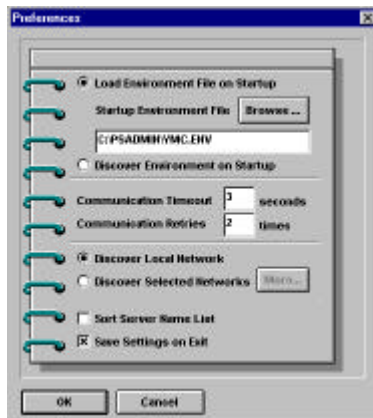 Preferences
Load Environment File on Startup
Startup Environment File Browse...
C:\PSADMIN\YMC.ENV
Discover Environment on Startup
Communication Timeout 3 seconds
Communication Retries 2 times
Discover Local Network
Discover Selected Networks More...
Sort Server Name List
Save Settings on Exit
OK Cancel